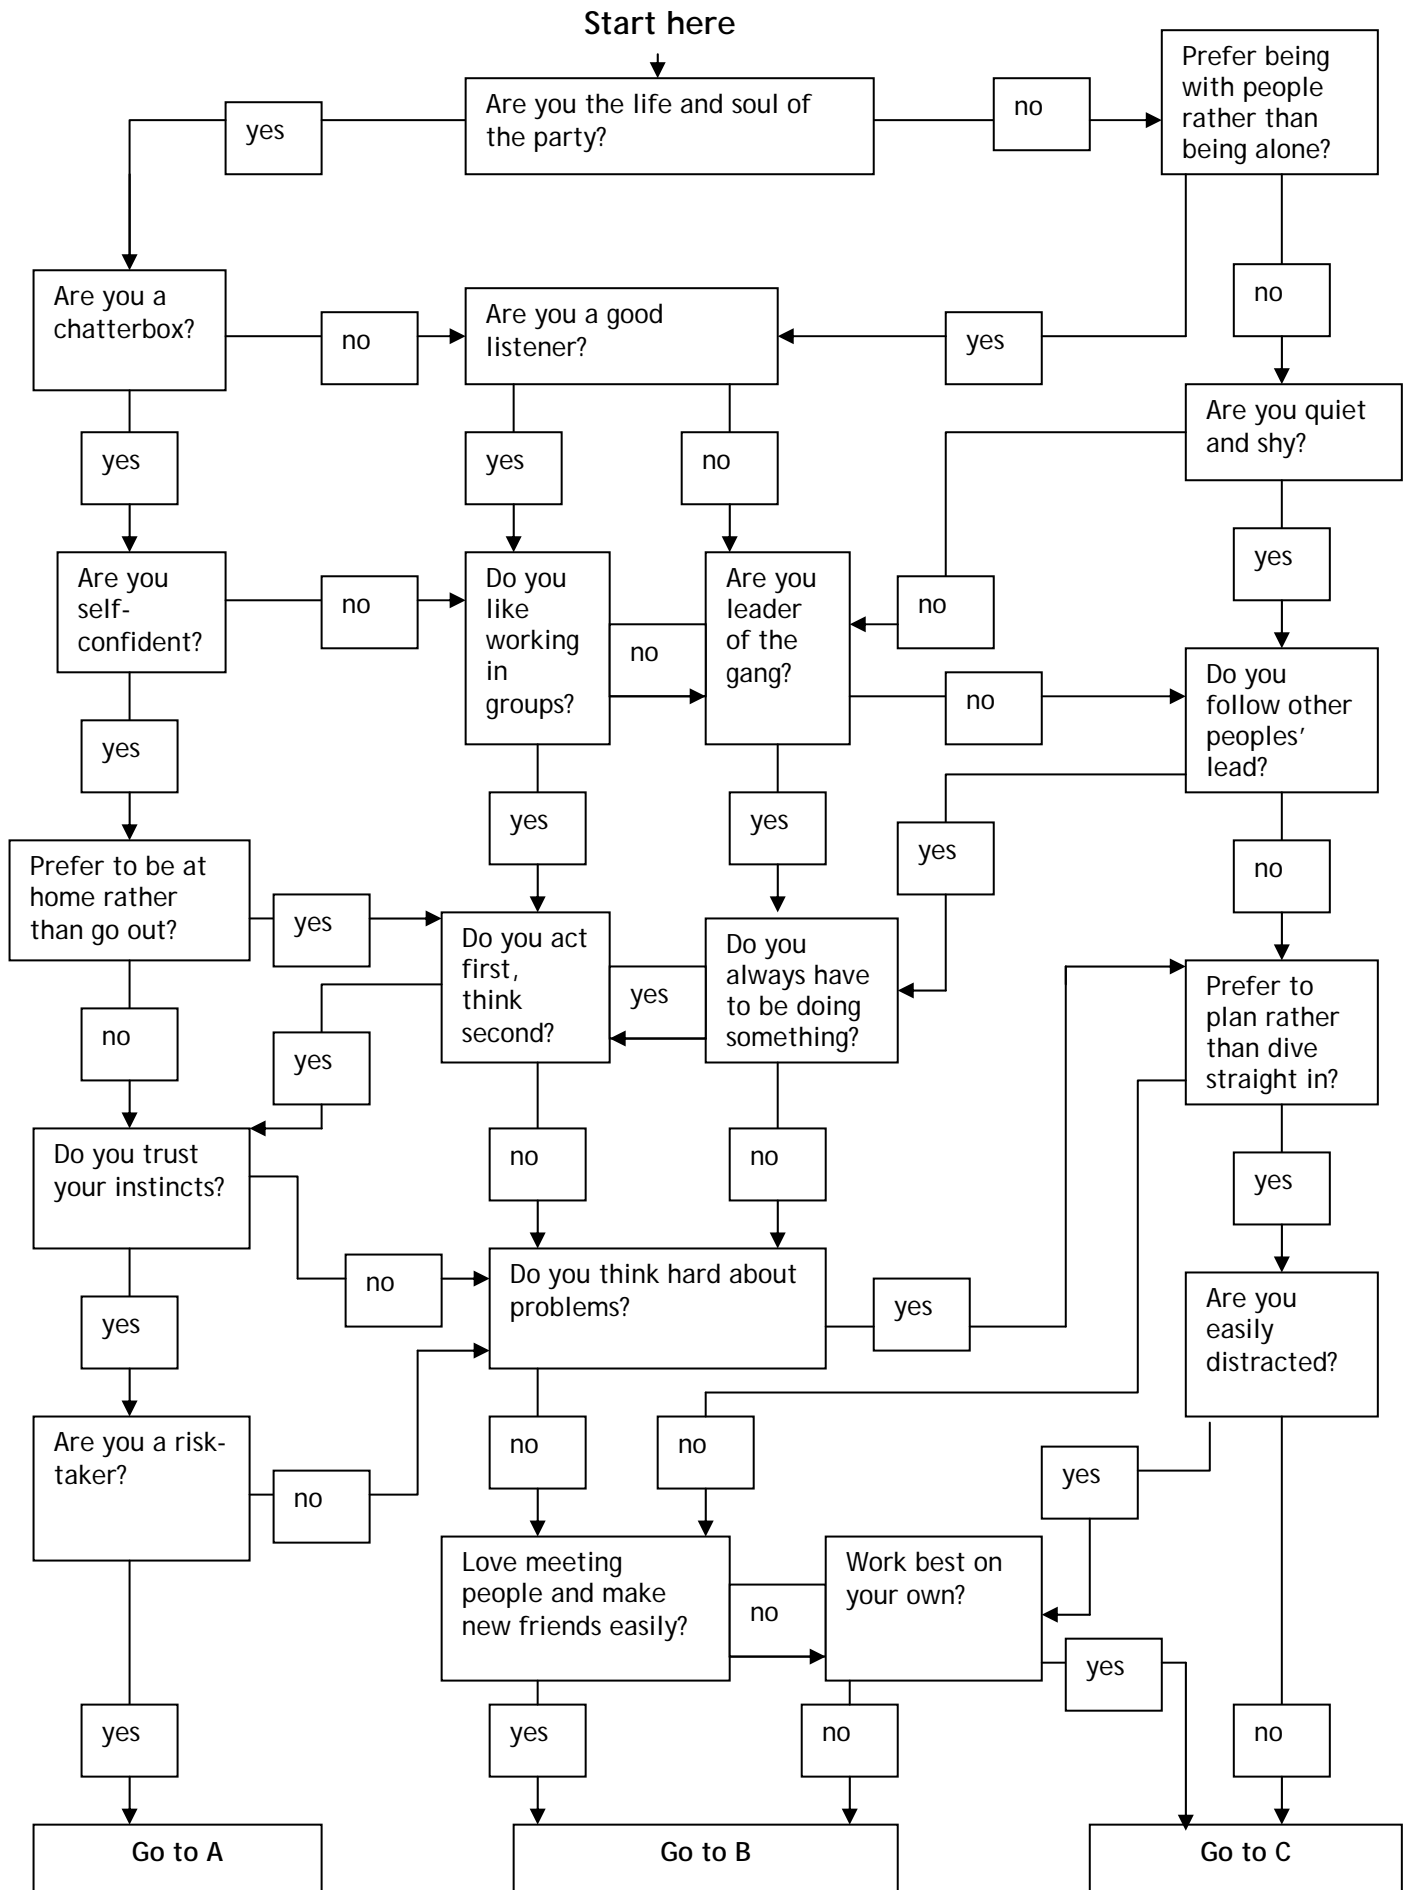 Start here
Prefer being
with people
rather than
being alone?
Are you the life and soul of
the party?
yes
no
Are you a
chatterbox?
no
Are you a good
listener?
yes
no
Are you quiet
and shy?
yes
yes
no
yes
Are you
self-
confident?
no
Do you
like
working
in
groups?
no
Are you
leader
of the
gang?
no
no
Do you
follow other
peoples’
lead?
yes
yes
yes
yes
no
Prefer to be at
home rather
than go out?
yes
Do you act
first,
think
second?
yes
Do you
always have
to be doing
something?
Prefer to
plan rather
than dive
straight in?
no
yes
no
no
yes
Do you trust
your instincts?
no
Do you think hard about
problems?
yes
Are you
easily
distracted?
yes
no
no
yes
Are you a risk-
taker?
no
Love meeting
people and make
new friends easily?
no
Work best on
your own?
yes
yes
yes
no
no
Go to A
Go to B
Go to C